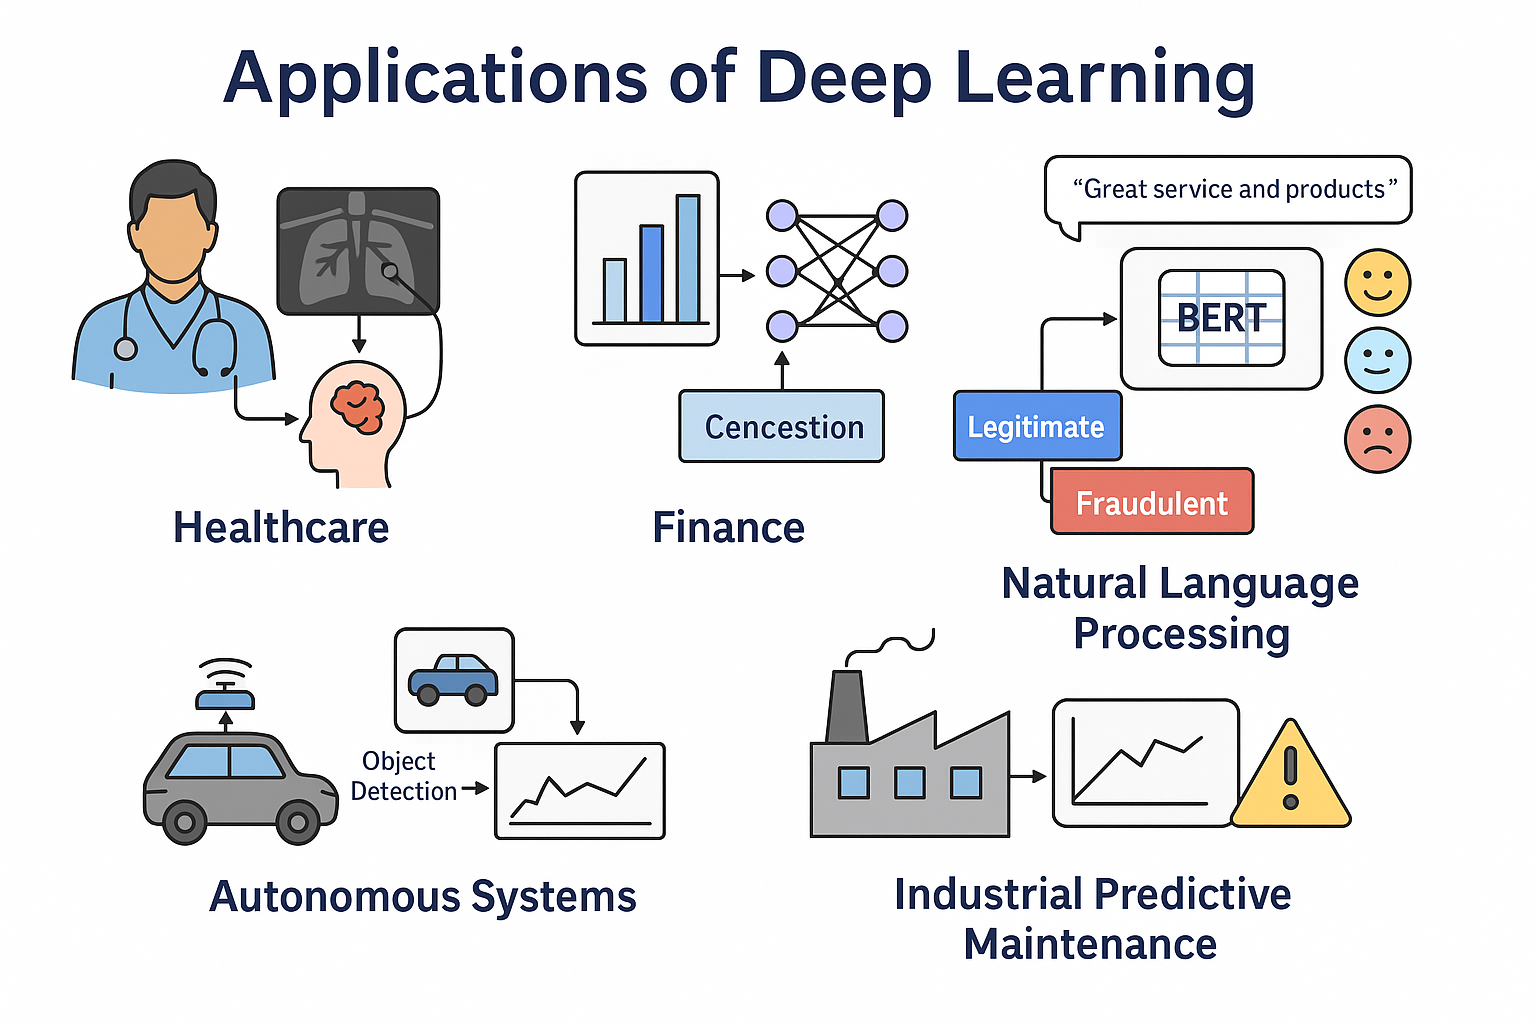 Applications of Deep Learning
Healthcare
Cencestion
Finance
“Great service and products”
BERT
Legitimate
Fraudulent
Natural Language
Processing
Object
Detection
Autonomous Systems
Industrial Predictive
Maintenance